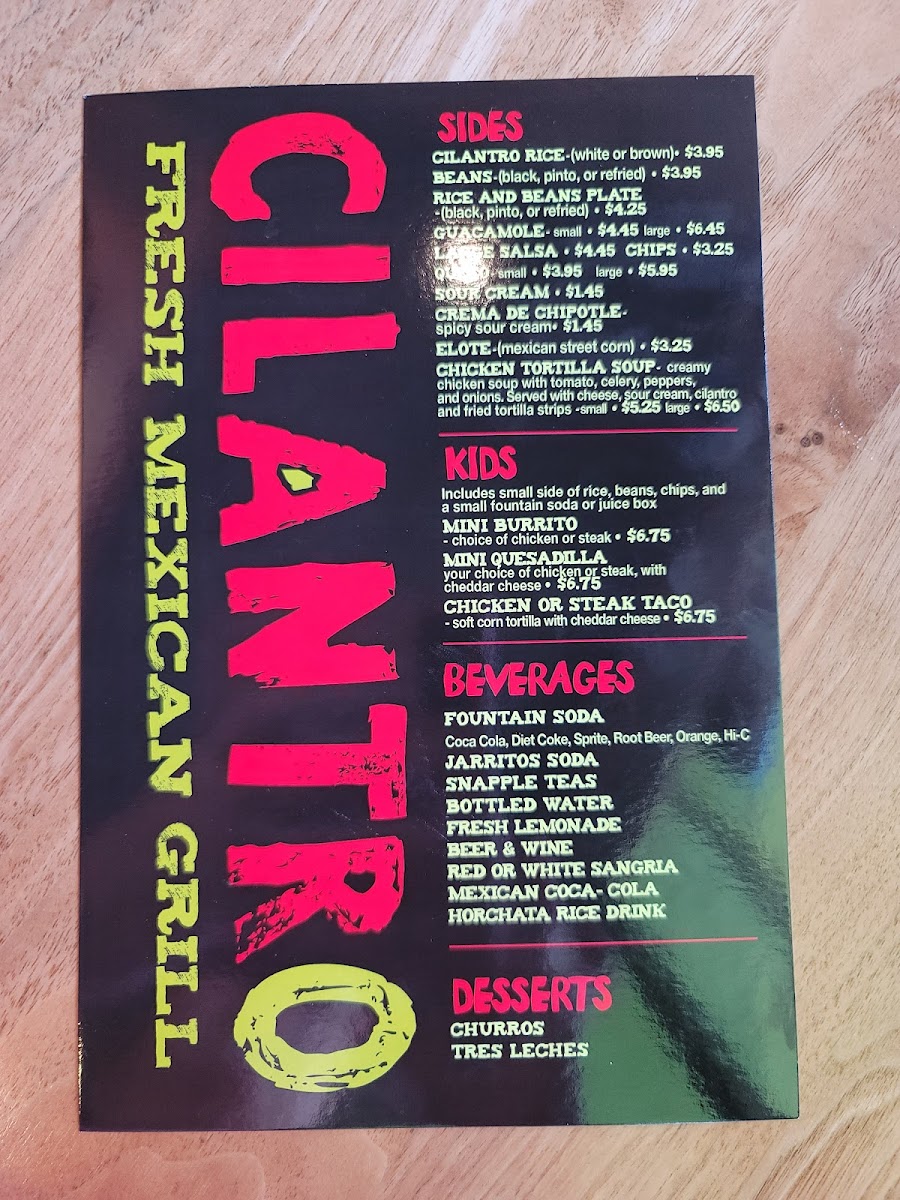 FRESH MEXICAN GRILL
CILANTRO
SIDES
CILANTRO RICE-(white or brown)• $3.95
BEANS-(black, pinto, or refried) • $3.95
RICE AND BEANS PLATE
-(black, pinto, or refried) • $4.25
GUACAMOLE- small • $4.45 large • $6.45
SALSA • $4.45 CHIPS • $3.25
small • $3.95 large • $5.95
SOUR CREAM • $1.45
CREMA DE CHIPOTLE-
spicy sour cream• $1.45
ELOTE-(mexican street corn) • $3.25
CHICKEN TORTILLA SOUP- creamy
chicken soup with tomato, celery, peppers,
and onions. Served with cheese, sour cream, cilantro
and fried tortilla strips -small • $5.25 large • $6.50
KIDS
Includes small side of rice, beans, chips, and
a small fountain soda or juice box
MINI BURRITO
- choice of chicken or steak • $6.75
MINI QUESADILLA
your choice of chicken or steak, with
cheddar cheese • $6.75
CHICKEN OR STEAK TACO
- soft corn tortilla with cheddar cheese • $6.75
BEVERAGES
FOUNTAIN SODA
Coca Cola, Diet Coke, Sprite, Root Beer, Orange, Hi-C
JARRITOS SODA
SNAPPLE TEAS
BOTTLED WATER
FRESH LEMONADE
BEER & WINE
RED OR WHITE SANGRIA
MEXICAN COCA- COLA
HORCHATA RICE DRINK
DESSERTS
CHURROS
TRES LECHES